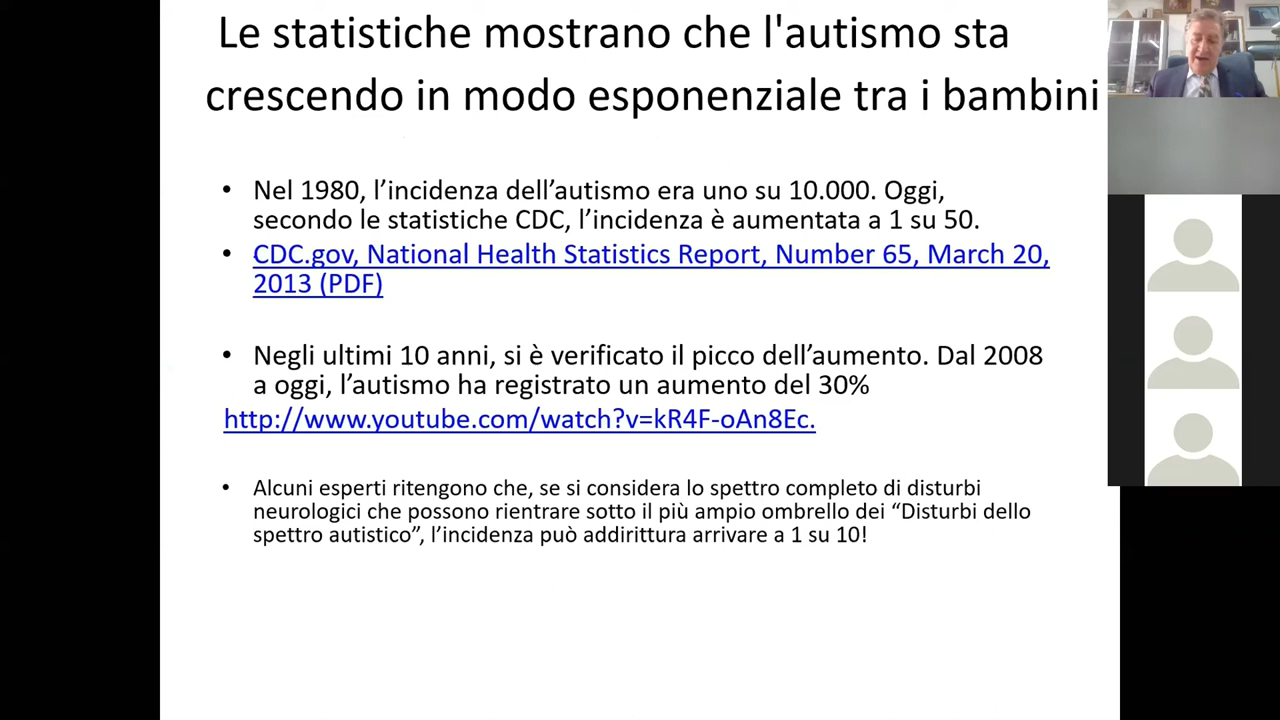 Le statistiche mostrano che l'autismo sta
crescendo in modo esponenziale tra i bambini
• Nel 1980, l’incidenza dell’autismo era uno su 10.000. Oggi,
secondo le statistiche CDC, l’incidenza è aumentata a 1 su 50.
• CDC.gov, National Health Statistics Report, Number 65, March 20,
2013 (PDF)
• Negli ultimi 10 anni, si è verificato il picco dell’aumento. Dal 2008
a oggi, l’autismo ha registrato un aumento del 30%
http://www.youtube.com/watch?v=kR4F-oAn8Ec.
• Alcuni esperti ritengono che, se si considera lo spettro completo di disturbi
neurologici che possono rientrare sotto il più ampio ombrello dei “Disturbi dello
spettro autistico”, l’incidenza può addirittura arrivare a 1 su 10!